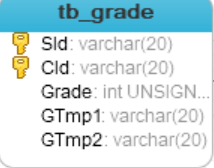 tb_grade
SId: varchar(20)
CId: varchar(20)
Grade: int UNSIGN...
GTmp1: varchar(20)
GTmp2: varchar(20)